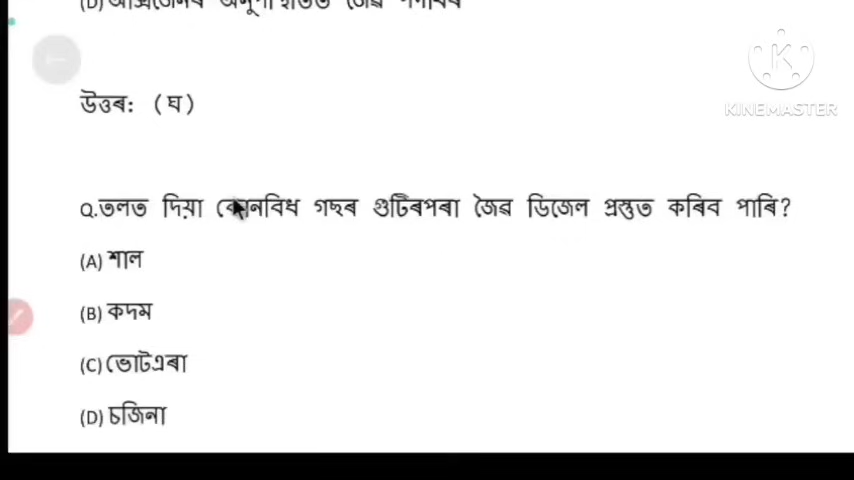 উত্তৰ: (ঘ)
KINEMASTER
Q.তলত দিয়া কোনবিধ গছৰ গুটিৰপৰা জৈৱ ডিজেল প্ৰস্তুত কৰিব পাৰি?
(A) শাল
(B) কদম
(C) ভোটএৰা
(D) চজিনা